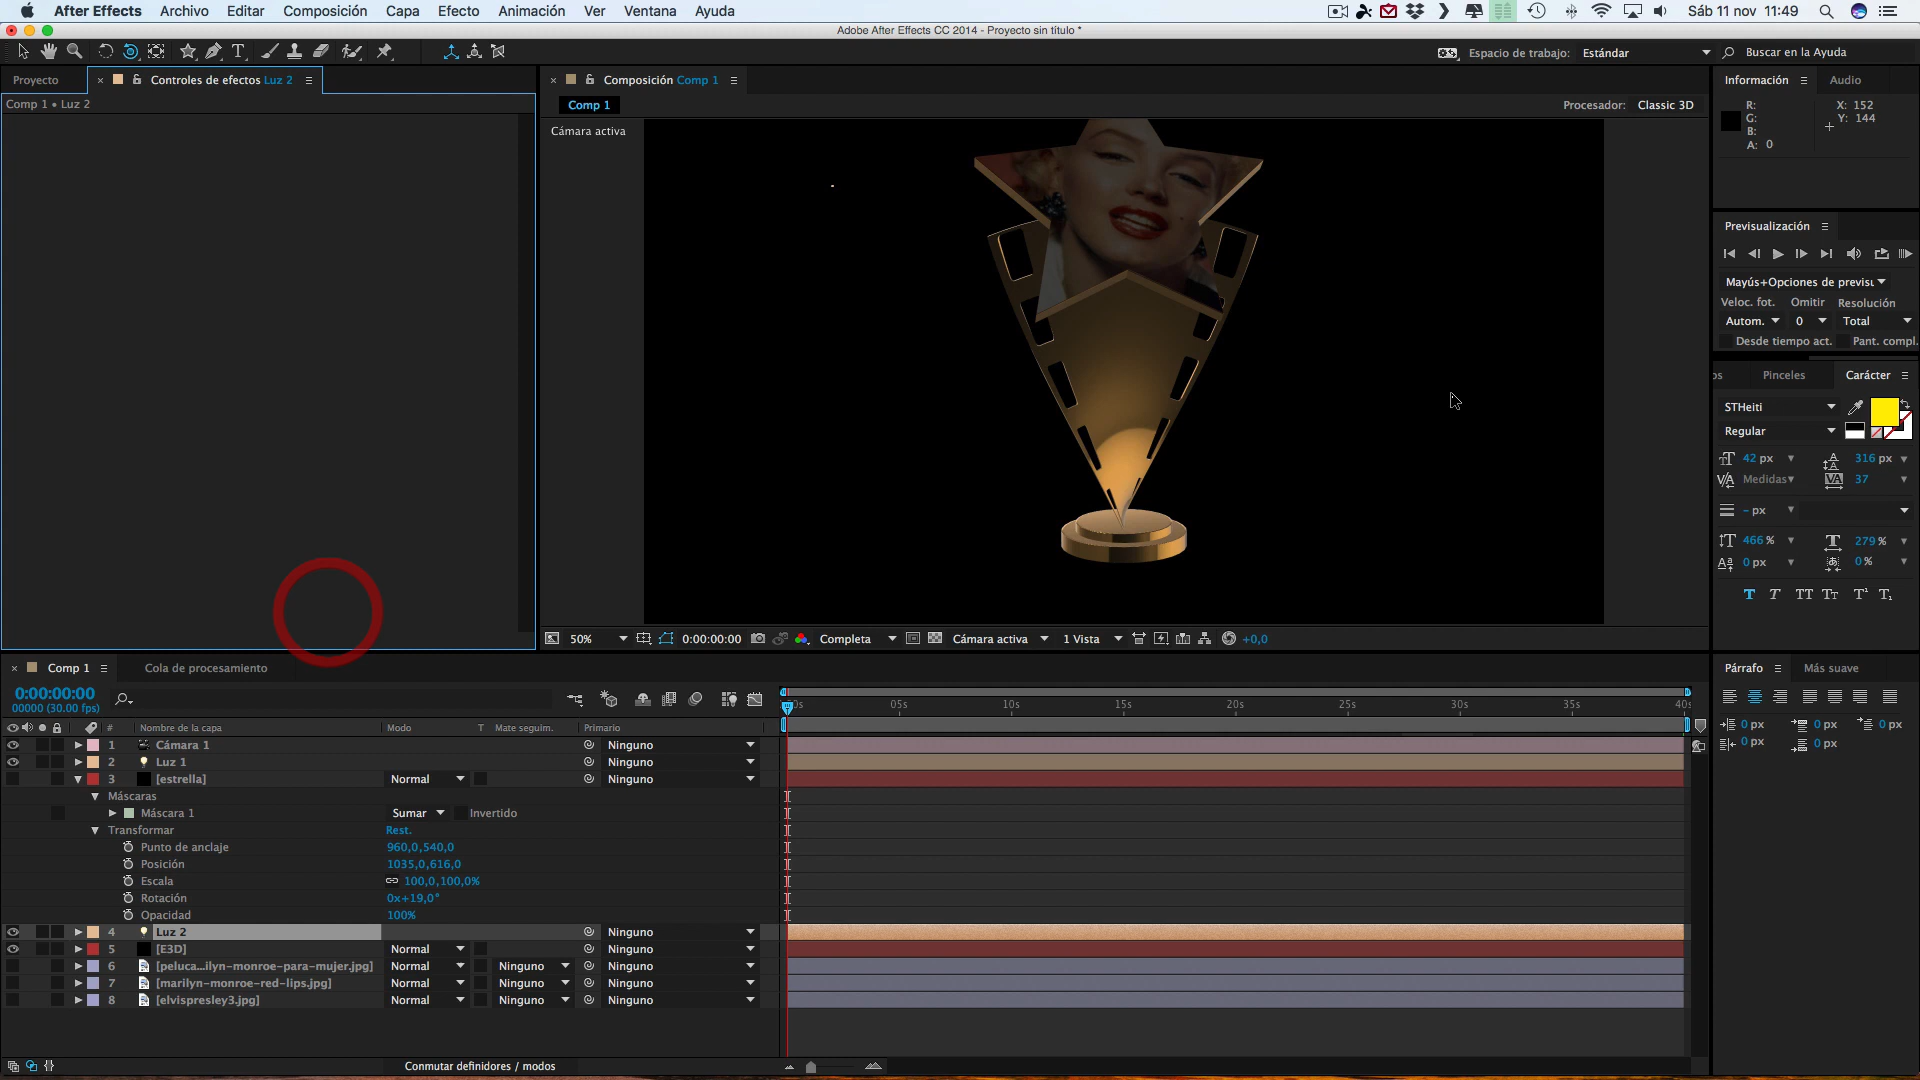 After Effects Archivo Editar Composición Capa Efecto Animación Ver Ventana Ayuda Sáb 11 nov 11:49
Adobe After Effects CC 2014 - Proyecto sin título *
Espacio de trabajo: Estándar Buscar en la Ayuda
Proyecto Controles de efectos Luz 2 Composición Comp 1 Información Audio
Comp 1 • Luz 2 Comp 1 Procesador: Classic 3D
Cámara activa
R: X: 152
G: Y: 144
B:
A: 0
Previsualización
Mayús+Opciones de previsu
Veloc. fot. Omitir Resolución
Autom. 0 Total
Desde tiempo act. Pant. compl.
os Pinceles Carácter
STHeiti
Regular
42 px 316 px
Medidas 37
- px
466 % 279 %
0 px 0 %
T T TT Tt T¹ T₁
50% 0:00:00:00 Completa Cámara activa 1 Vista +0,0
Comp 1 Cola de procesamiento Párrafo Más suave
0:00:00:00
00000 (30.00 fps)
05s 10s 15s 20s 25s 30s 35s
0 px 0 px 0 px
0 px 0 px
# Nombre de la capa Modo T Mate seguim. Primario
1 Cámara 1 Ninguno
2 Luz 1 Ninguno
3 [estrella] Normal Ninguno
Máscaras
Máscara 1 Sumar Invertido
Transformar Rest.
Punto de anclaje 960,0,540,0
Posición 1035,0,616,0
Escala 100,0,100,0%
Rotación 0x+19,0°
Opacidad 100%
4 Luz 2 Ninguno
5 [E3D] Normal Ninguno
6 [peluca...ilyn-monroe-para-mujer.jpg] Normal Ninguno Ninguno
7 [marilyn-monroe-red-lips.jpg] Normal Ninguno Ninguno
8 [elvispresley3.jpg] Normal Ninguno Ninguno
Conmutar definidores / modos